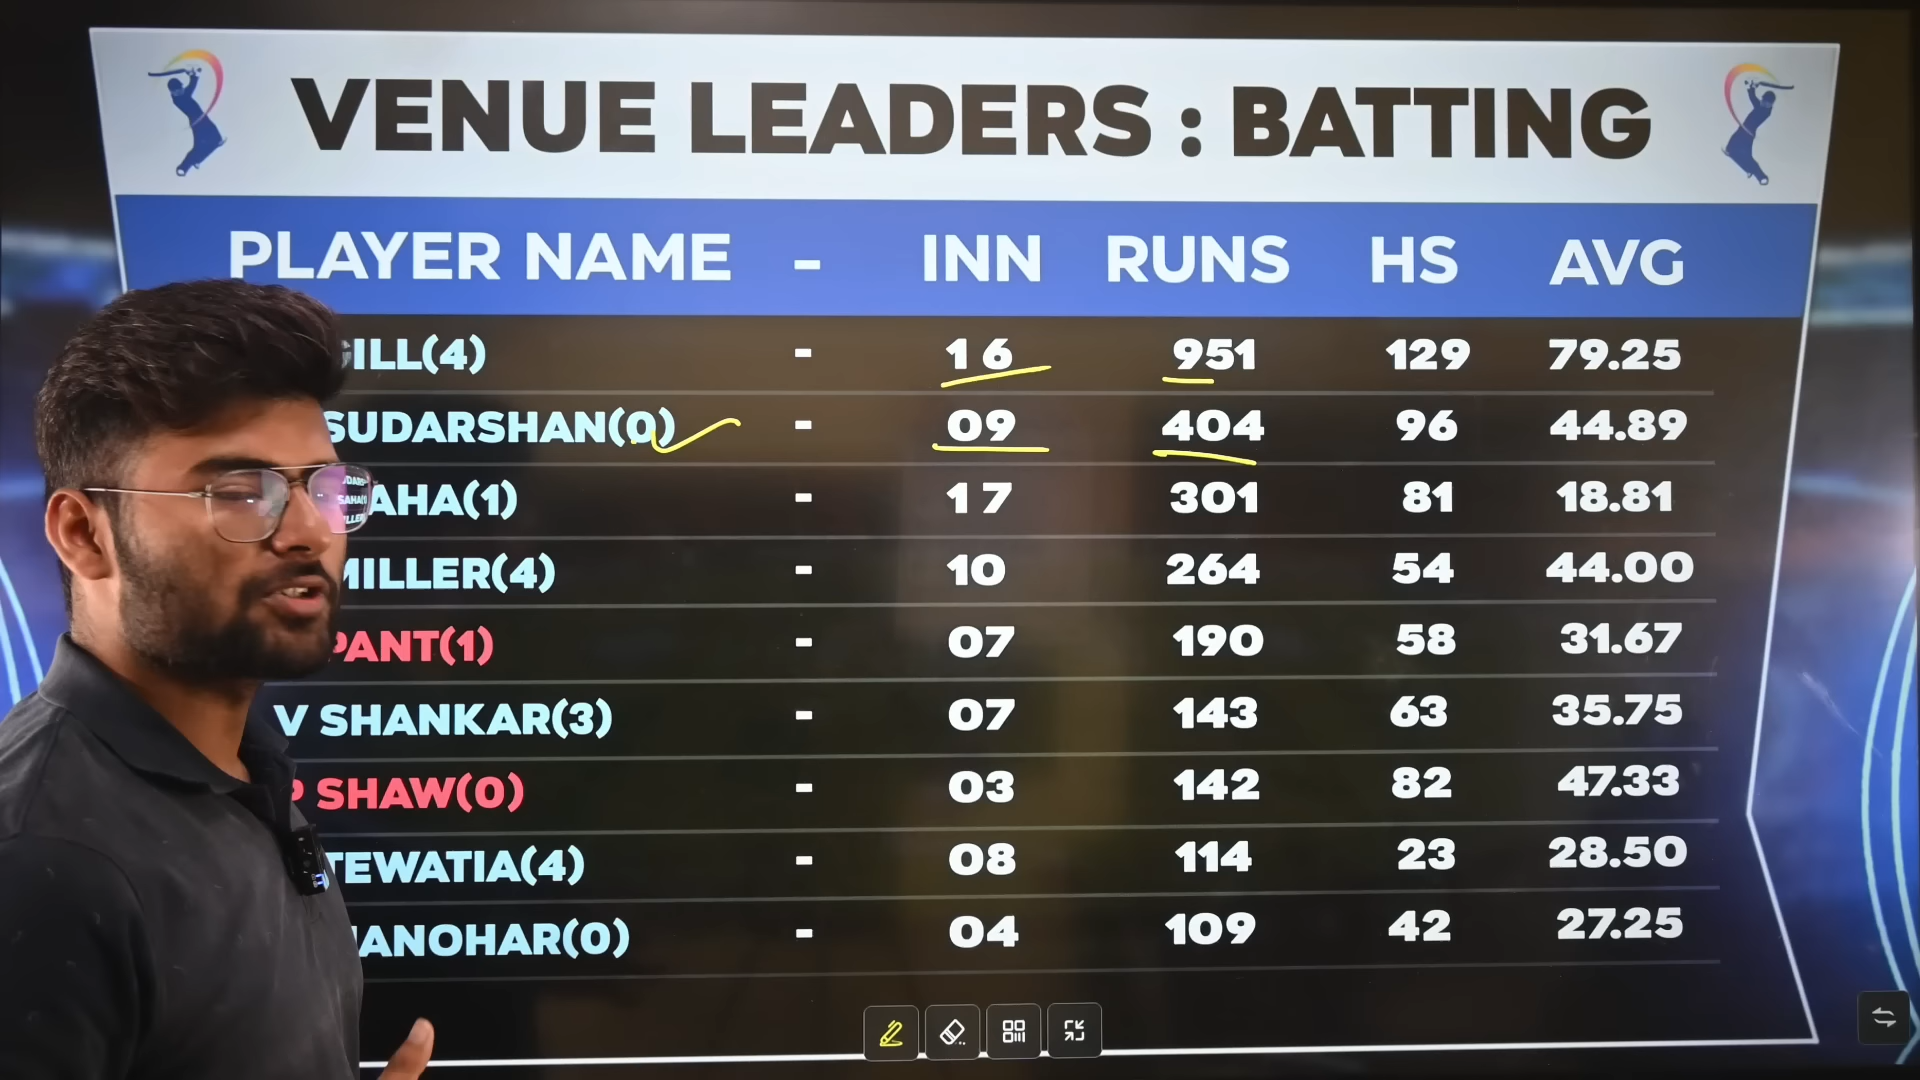 VENUE LEADERS : BATTING
PLAYER NAME - INN RUNS HS AVG
GILL(4) - 16 951 129 79.25
SUDARSHAN(0) - 09 404 96 44.89
AHA(1) - 17 301 81 18.81
MILLER(4) - 10 264 54 44.00
PANT(1) - 07 190 58 31.67
V SHANKAR(3) - 07 143 63 35.75
P SHAW(0) - 03 142 82 47.33
TEWATIA(4) - 08 114 23 28.50
ANOHAR(0) - 04 109 42 27.25